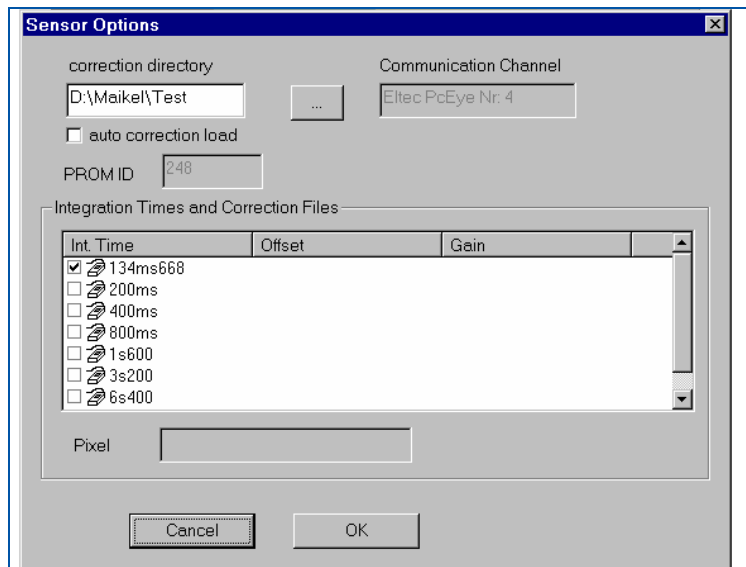 Sensor Options
correction directory
Communication Channel
D:\Maikel\Test
...
Eltec PcEye Nr: 4
auto correction load
PROM ID
248
Integration Times and Correction Files
Int. Time Offset Gain
134ms668
200ms
400ms
800ms
1s600
3s200
6s400
Pixel
Cancel OK